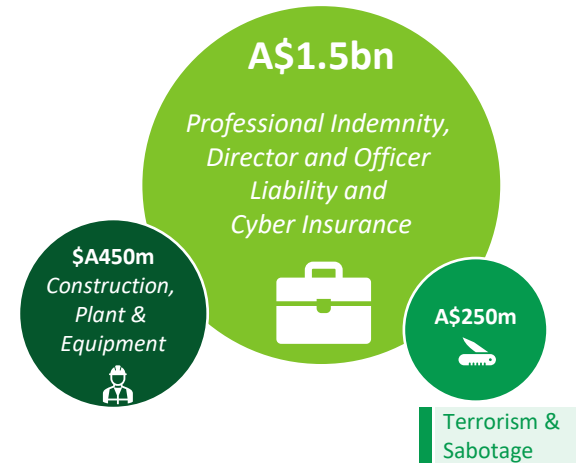 A$1.5bn
Professional Indemnity,
Director and Officer
Liability and
Cyber Insurance
$A450m
Construction,
Plant &
Equipment
A$250m
Terrorism &
Sabotage